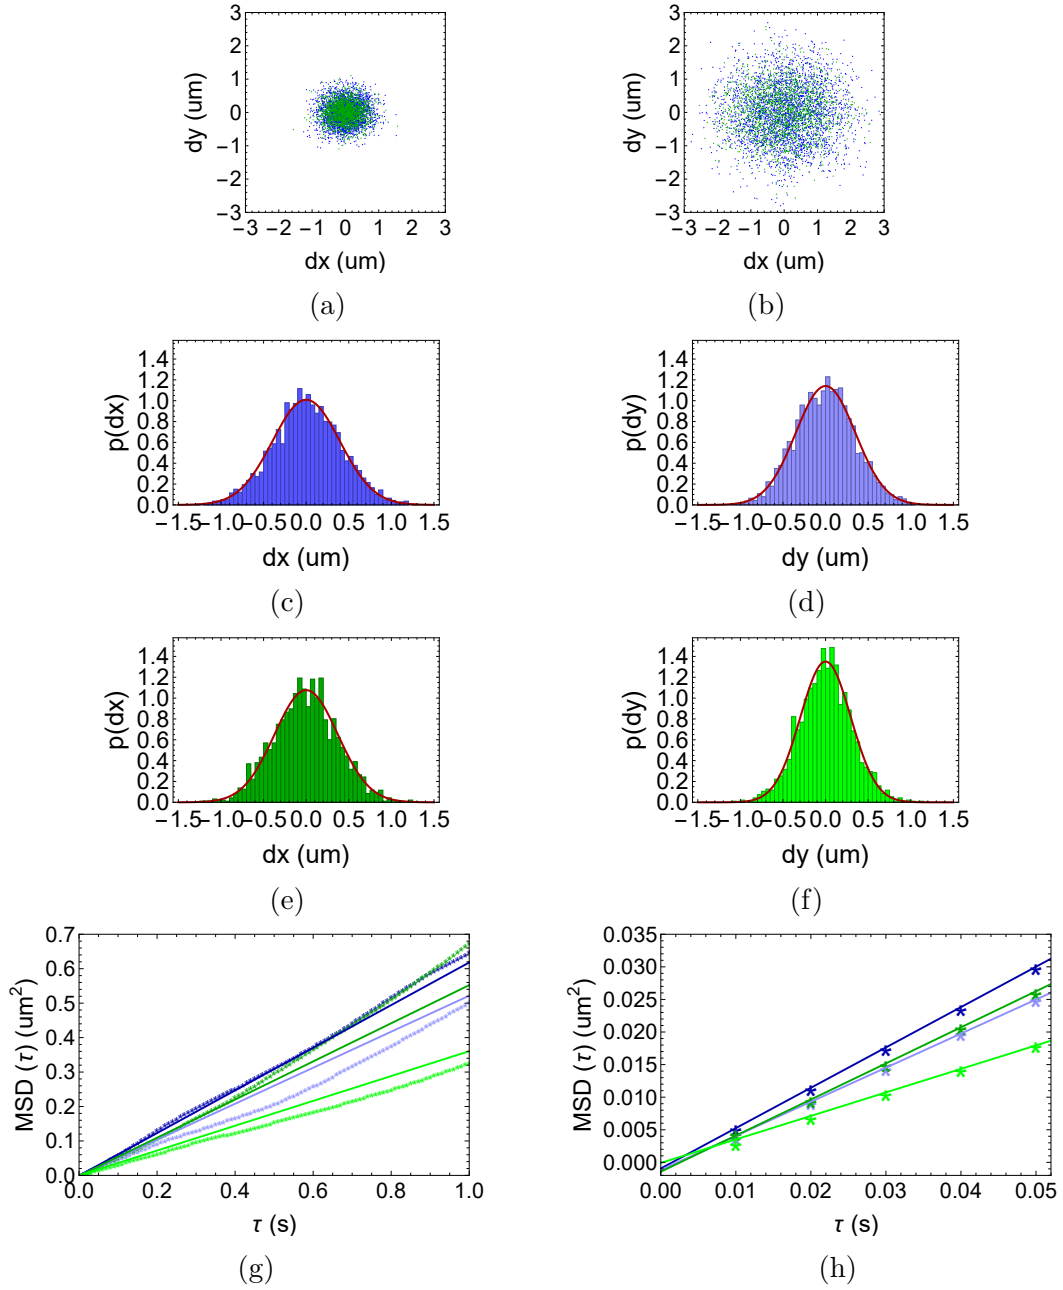 3
2
1
0
−1
−2
−3
dy (um)
−3 −2 −1 0 1 2 3
dx (um)
(a)
3
2
1
0
−1
−2
−3
dy (um)
−3 −2 −1 0 1 2 3
dx (um)
(b)
1.4
1.2
1.0
0.8
0.6
0.4
0.2
0.0
p(dx)
−1.5 −1.0 −0.5 0.0 0.5 1.0 1.5
dx (um)
(c)
1.4
1.2
1.0
0.8
0.6
0.4
0.2
0.0
p(dy)
−1.5 −1.0 −0.5 0.0 0.5 1.0 1.5
dy (um)
(d)
1.4
1.2
1.0
0.8
0.6
0.4
0.2
0.0
p(dx)
−1.5 −1.0 −0.5 0.0 0.5 1.0 1.5
dx (um)
(e)
1.4
1.2
1.0
0.8
0.6
0.4
0.2
0.0
p(dy)
−1.5 −1.0 −0.5 0.0 0.5 1.0 1.5
dy (um)
(f)
0.7
0.6
0.5
0.4
0.3
0.2
0.1
0.0
MSD (τ) (um²)
0.0 0.2 0.4 0.6 0.8 1.0
τ (s)
(g)
0.035
0.030
0.025
0.020
0.015
0.010
0.005
0.000
MSD (τ) (um²)
0.00 0.01 0.02 0.03 0.04 0.05
τ (s)
(h)